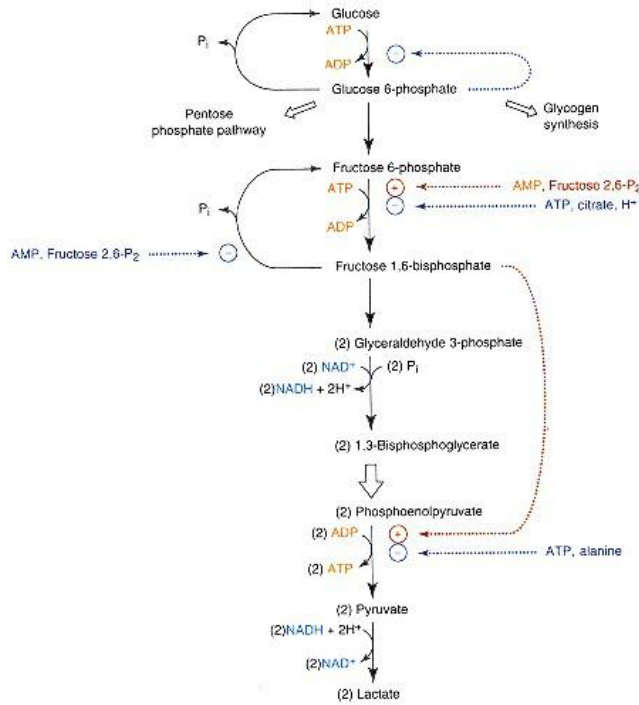 Glucose
ATP
Pi
ADP
−
Glucose 6-phosphate
Pentose
phosphate pathway
Glycogen
synthesis
Fructose 6-phosphate
ATP
+
AMP, Fructose 2,6-P2
Pi
−
ATP, citrate, H+
ADP
AMP, Fructose 2,6-P2
−
Fructose 1,6-bisphosphate
(2) Glyceraldehyde 3-phosphate
(2) NAD+
(2) Pi
(2)NADH + 2H+
(2) 1.3-Bisphosphoglycerate
(2) Phosphoenolpyruvate
(2) ADP
+
−
ATP, alanine
(2) ATP
(2) Pyruvate
(2)NADH + 2H+
(2)NAD+
(2) Lactate